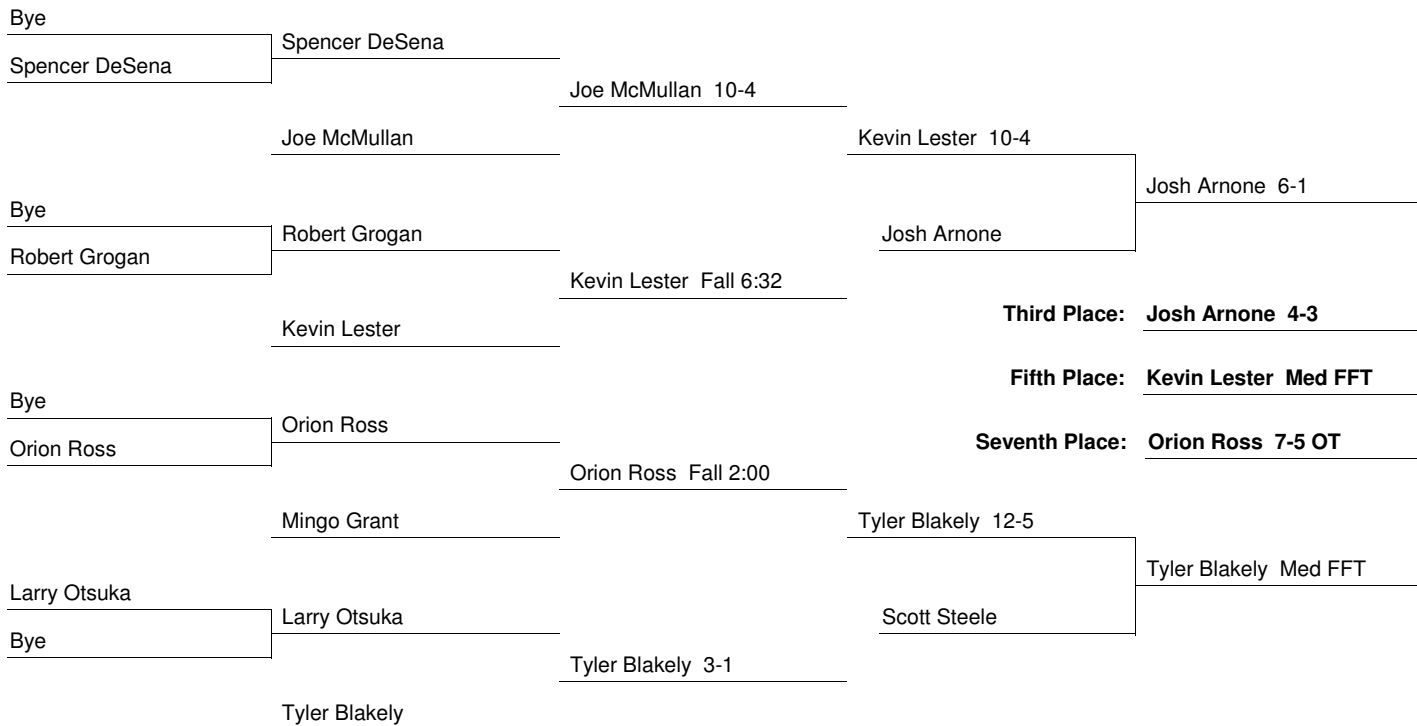 Bye
Spencer DeSena
Spencer DeSena
Joe McMullan 10-4
Joe McMullan
Kevin Lester 10-4
Josh Arnone 6-1
Bye
Robert Grogan
Josh Arnone
Robert Grogan
Kevin Lester Fall 6:32
Third Place: Josh Arnone 4-3
Kevin Lester
Fifth Place: Kevin Lester Med FFT
Bye
Orion Ross
Seventh Place: Orion Ross 7-5 OT
Orion Ross
Orion Ross Fall 2:00
Mingo Grant
Tyler Blakely 12-5
Tyler Blakely Med FFT
Larry Otsuka
Larry Otsuka
Scott Steele
Bye
Tyler Blakely 3-1
Tyler Blakely